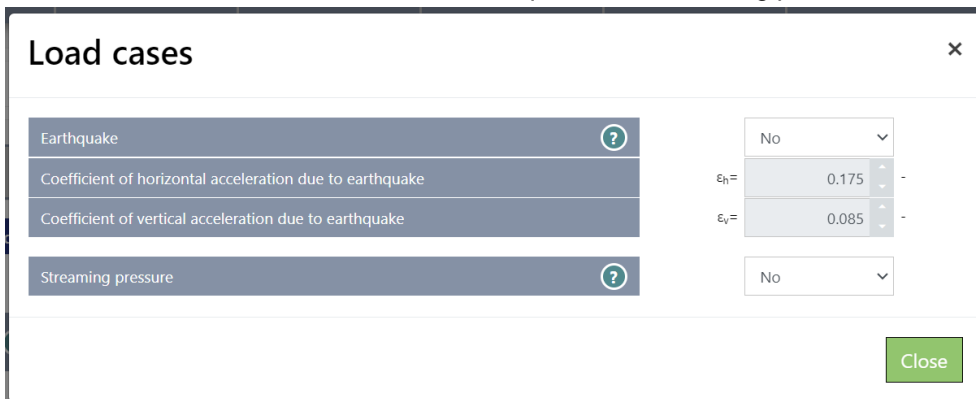 Load cases ×
Earthquake ? No
Coefficient of horizontal acceleration due to earthquake εh= 0.175 -
Coefficient of vertical acceleration due to earthquake εv= 0.085 -
Streaming pressure ? No
Close